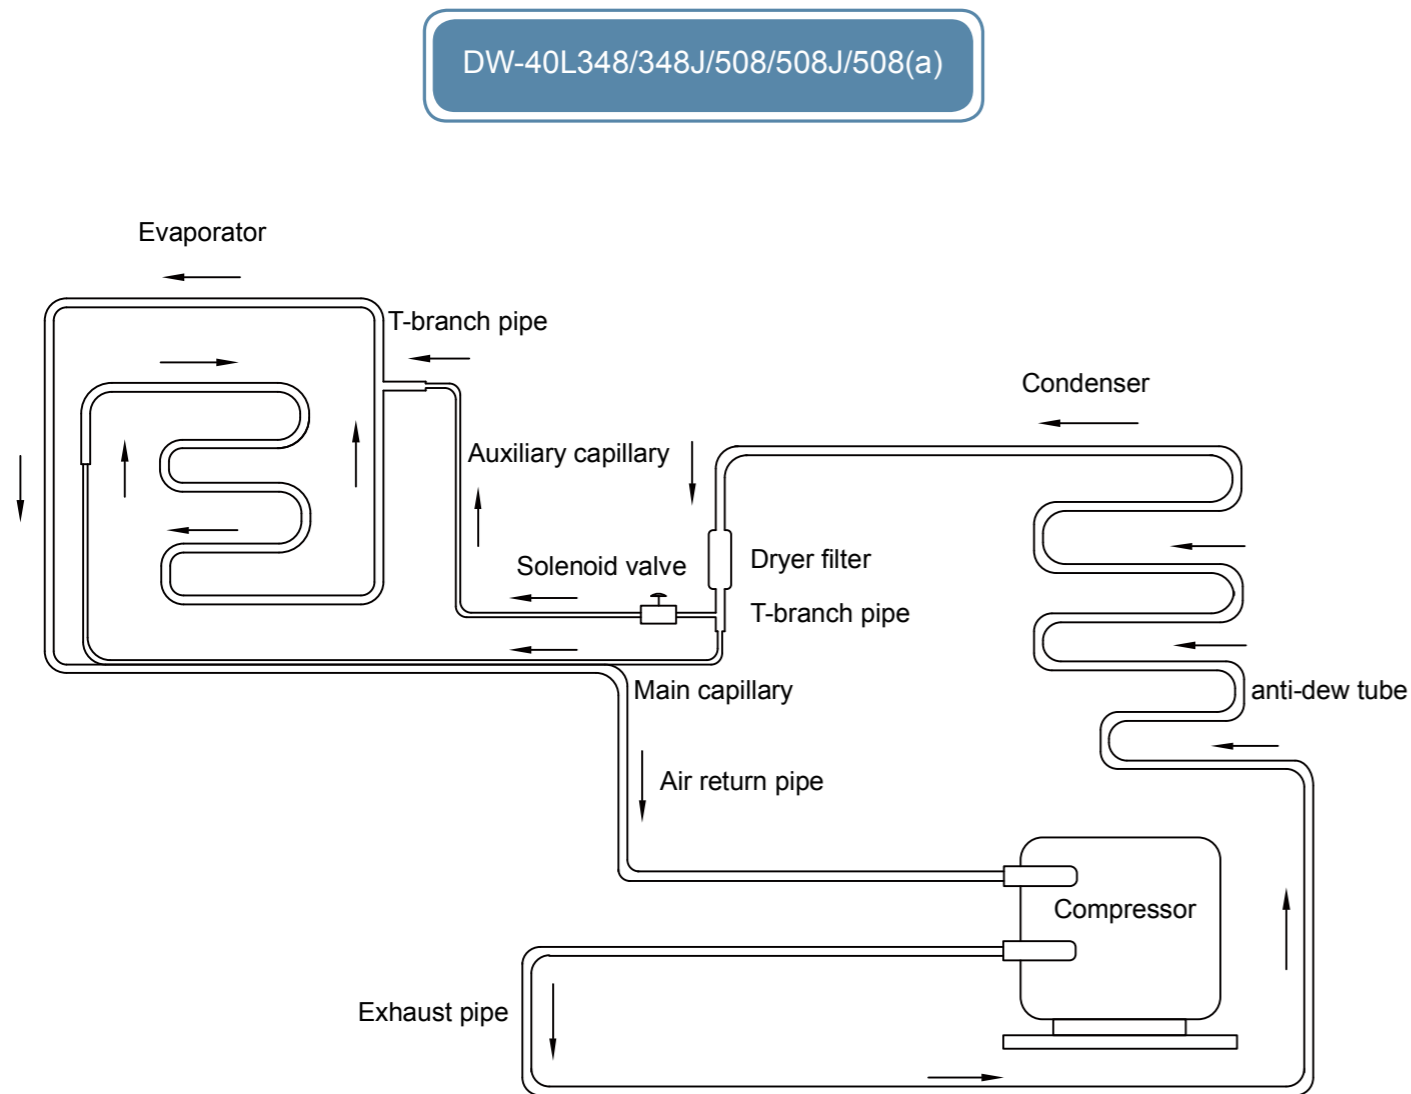 DW-40L348/348J/508/508J/508(a)
Evaporator
T-branch pipe
Condenser
Auxiliary capillary
Solenoid valve
Dryer filter
T-branch pipe
Main capillary
anti-dew tube
Air return pipe
Compressor
Exhaust pipe